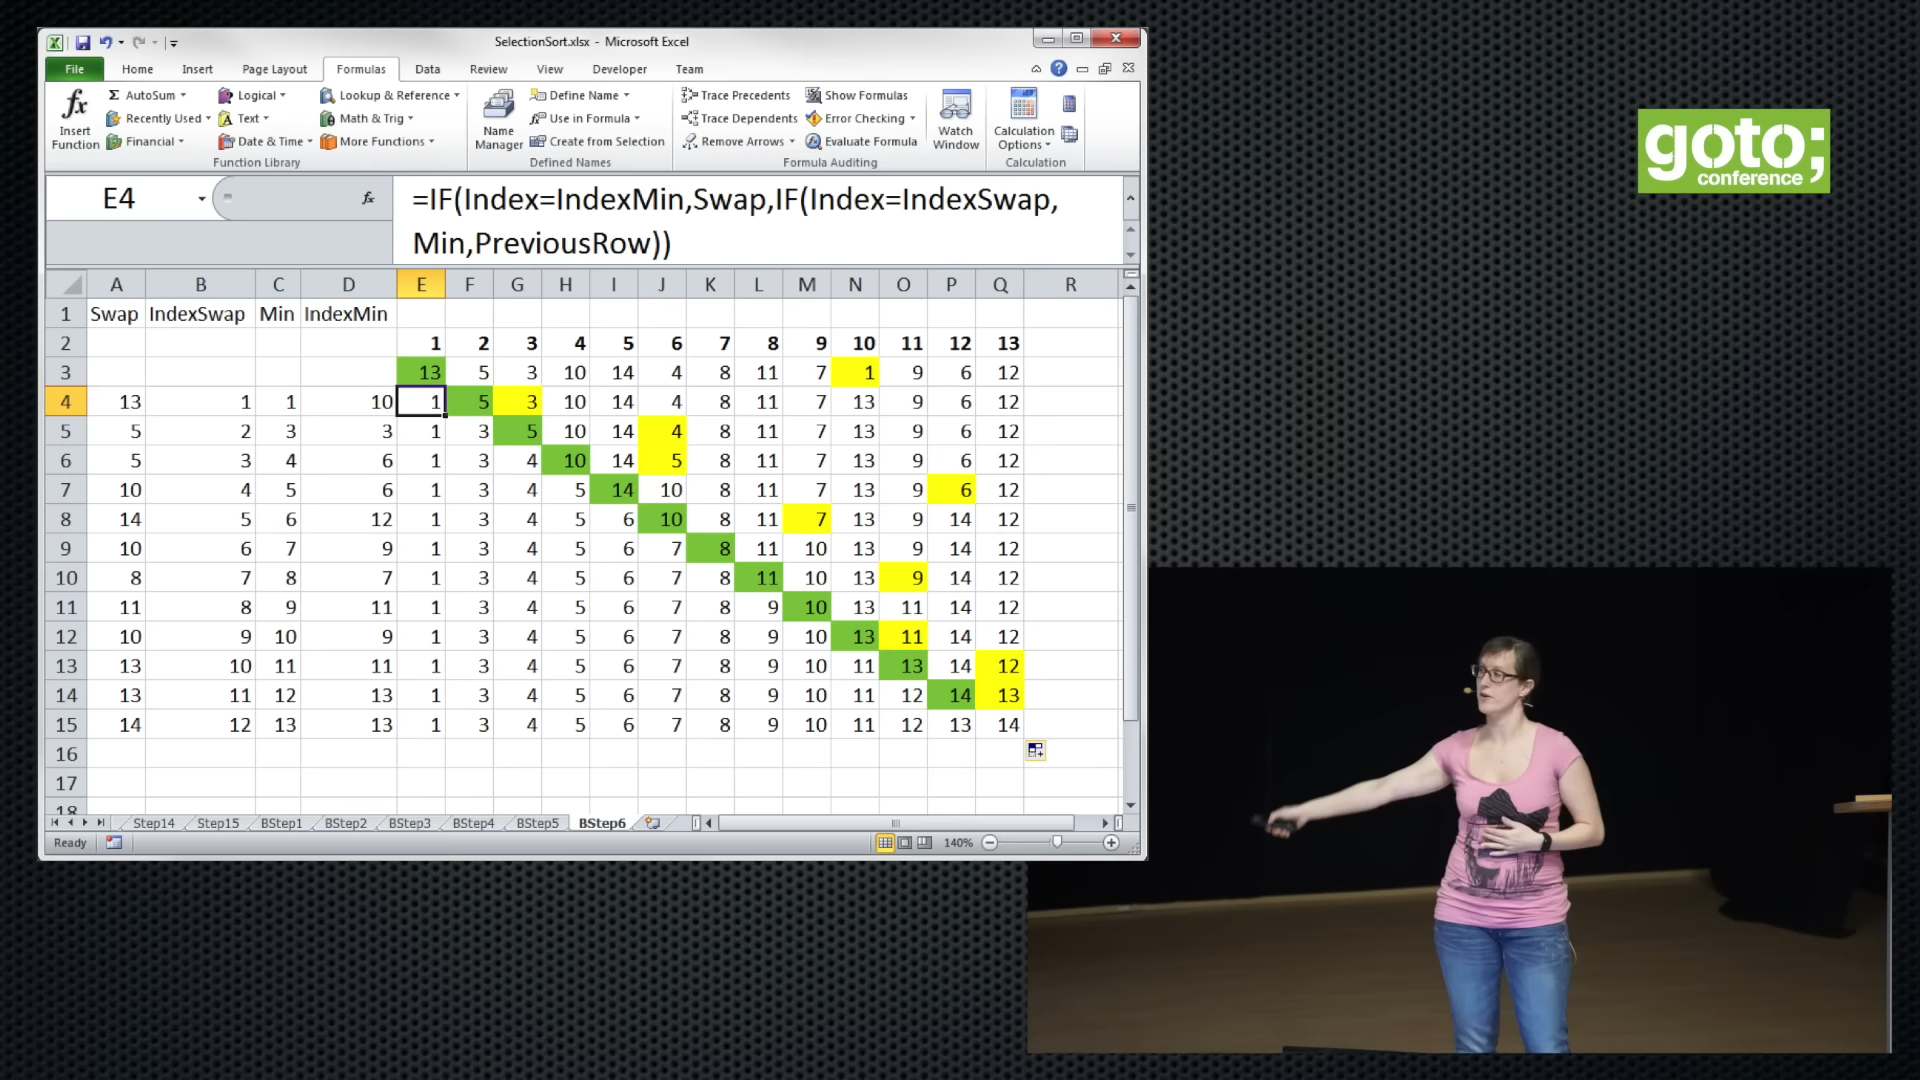 SelectionSort.xlsx - Microsoft Excel
File Home Insert Page Layout Formulas Data Review View Developer Team
fx Insert Function
Σ AutoSum
Recently Used
Financial
Logical
Text
Date & Time
Lookup & Reference
Math & Trig
More Functions
Function Library
Name Manager
Define Name
Use in Formula
Create from Selection
Defined Names
Trace Precedents
Trace Dependents
Remove Arrows
Show Formulas
Error Checking
Evaluate Formula
Formula Auditing
Watch Window
Calculation Options
Calculation
E4 fx =IF(Index=IndexMin,Swap,IF(Index=IndexSwap,
Min,PreviousRow))
A B C D E F G H I J K L M N O P Q R
1 Swap IndexSwap Min IndexMin
2 1 2 3 4 5 6 7 8 9 10 11 12 13
3 13 5 3 10 14 4 8 11 7 1 9 6 12
4 13 1 1 10 1 5 3 10 14 4 8 11 7 13 9 6 12
5 5 2 3 3 1 3 5 10 14 4 8 11 7 13 9 6 12
6 5 3 4 6 1 3 4 10 14 5 8 11 7 13 9 6 12
7 10 4 5 6 1 3 4 5 14 10 8 11 7 13 9 6 12
8 14 5 6 12 1 3 4 5 6 10 8 11 7 13 9 14 12
9 10 6 7 9 1 3 4 5 6 7 8 11 10 13 9 14 12
10 8 7 8 7 1 3 4 5 6 7 8 11 10 13 9 14 12
11 11 8 9 11 1 3 4 5 6 7 8 9 10 13 11 14 12
12 10 9 10 9 1 3 4 5 6 7 8 9 10 13 11 14 12
13 13 10 11 11 1 3 4 5 6 7 8 9 10 11 13 14 12
14 13 11 12 13 1 3 4 5 6 7 8 9 10 11 12 14 13
15 14 12 13 13 1 3 4 5 6 7 8 9 10 11 12 13 14
16
17
18
Step14 Step15 BStep1 BStep2 BStep3 BStep4 BStep5 BStep6
Ready 140%
goto;
conference